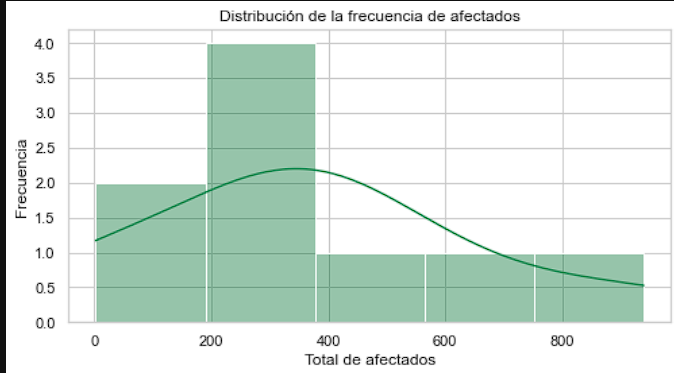 Distribución de la frecuencia de afectados
4.0
3.5
3.0
2.5
2.0
1.5
1.0
0.5
0.0
Frecuencia
0 200 400 600 800
Total de afectados